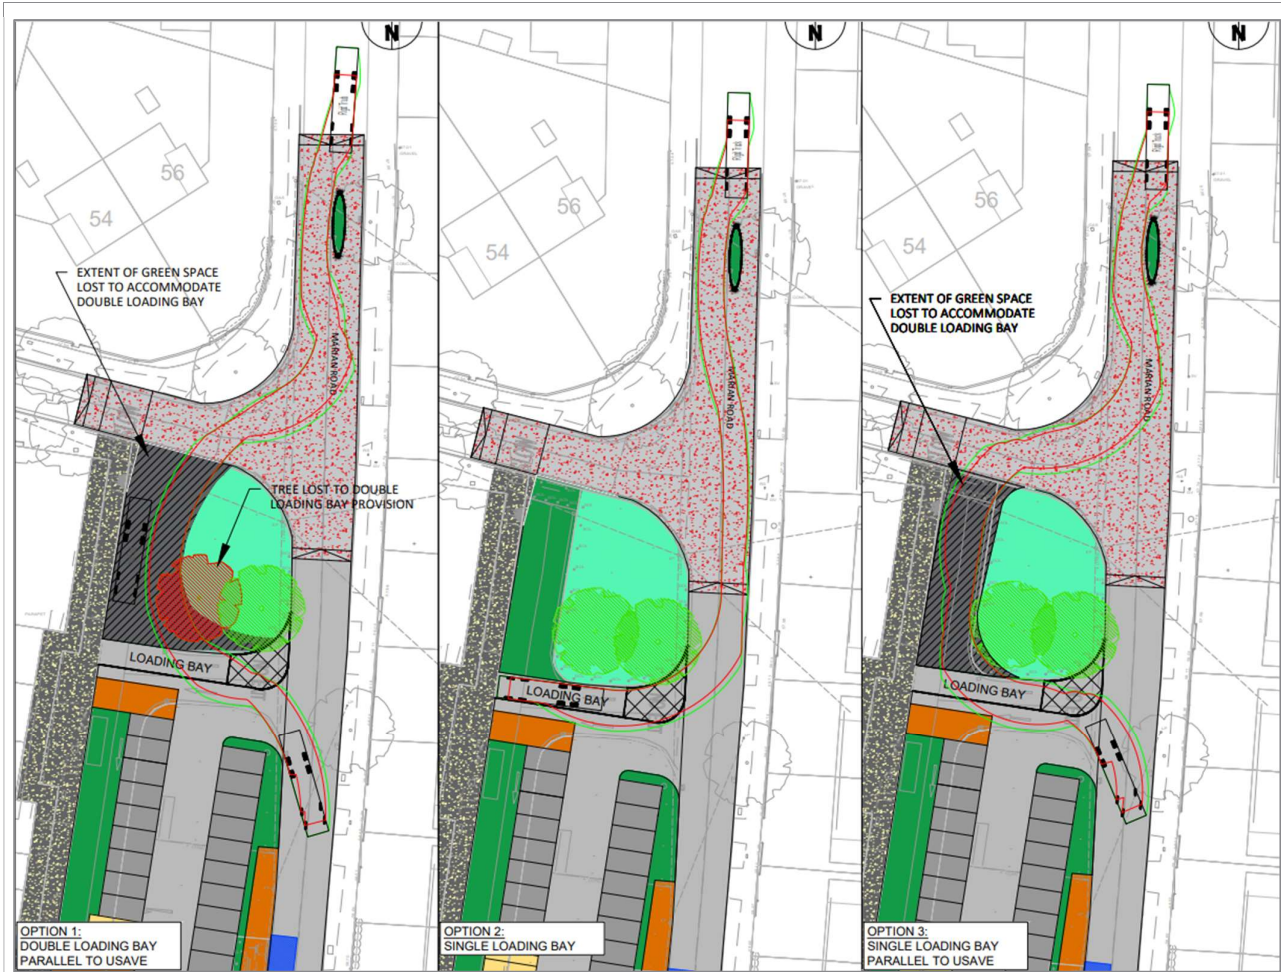 N
56
54
EXTENT OF GREEN SPACE
LOST TO ACCOMMODATE
DOUBLE LOADING BAY
MARIAN ROAD
TREE LOST TO DOUBLE
LOADING BAY PROVISION
LOADING BAY
OPTION 1:
DOUBLE LOADING BAY
PARALLEL TO USAVE
N
56
54
MARIAN ROAD
LOADING BAY
OPTION 2:
SINGLE LOADING BAY
N
56
54
EXTENT OF GREEN SPACE
LOST TO ACCOMMODATE
DOUBLE LOADING BAY
MARIAN ROAD
LOADING BAY
OPTION 3:
SINGLE LOADING BAY
PARALLEL TO USAVE